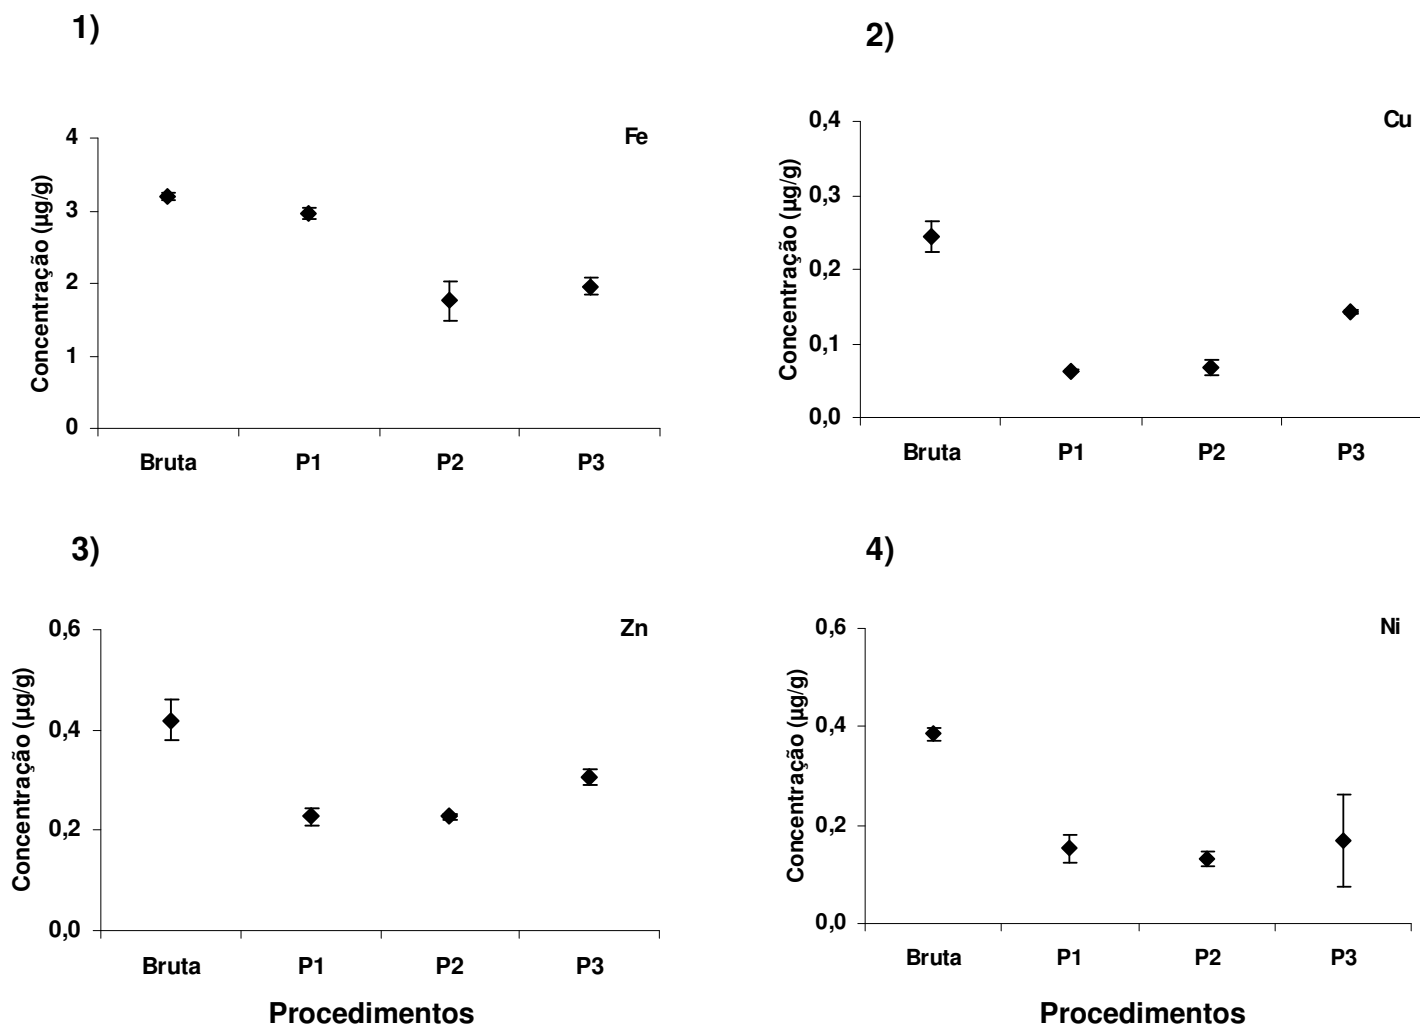 1)
Fe
Concentração (µg/g)
4
3
2
1
0
Bruta P1 P2 P3
2)
Cu
Concentração (µg/g)
0,4
0,3
0,2
0,1
0,0
Bruta P1 P2 P3
3)
Zn
Concentração (µg/g)
0,6
0,4
0,2
0,0
Bruta P1 P2 P3
Procedimentos
4)
Ni
Concentração (µg/g)
0,6
0,4
0,2
0,0
Bruta P1 P2 P3
Procedimentos